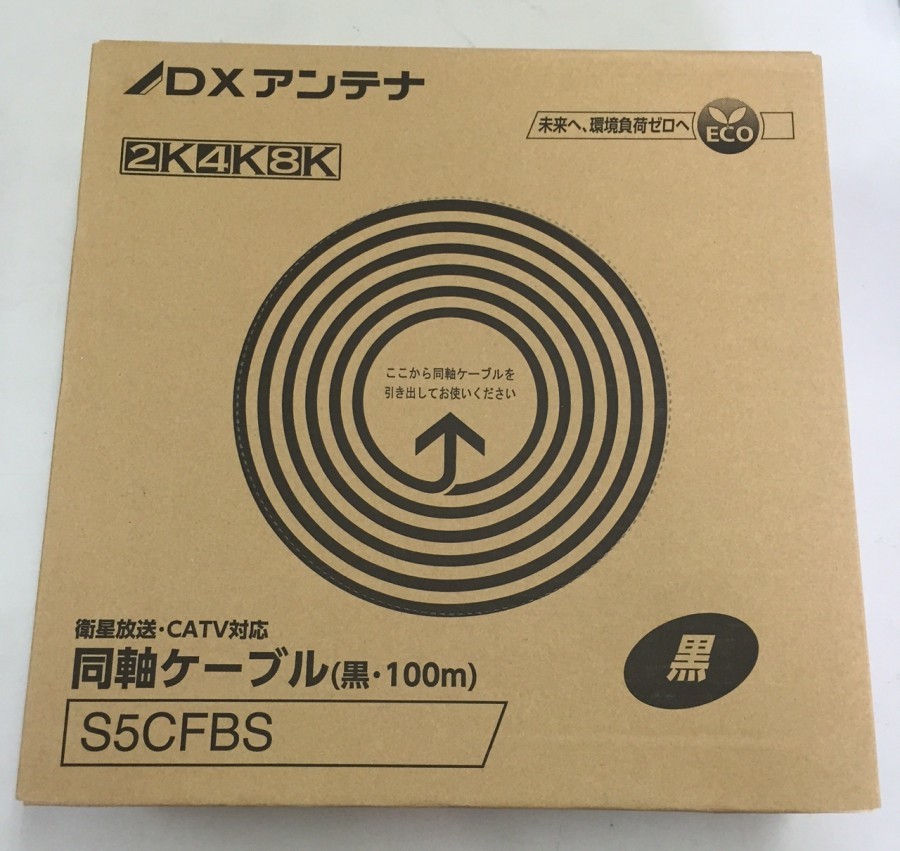 DXアンテナ
未来へ、環境負荷ゼロへ
ECO
2K4K8K
ここから同軸ケーブルを
引き出してお使いください
衛星放送・CATV対応
同軸ケーブル(黒・100m)
黒
S5CFBS